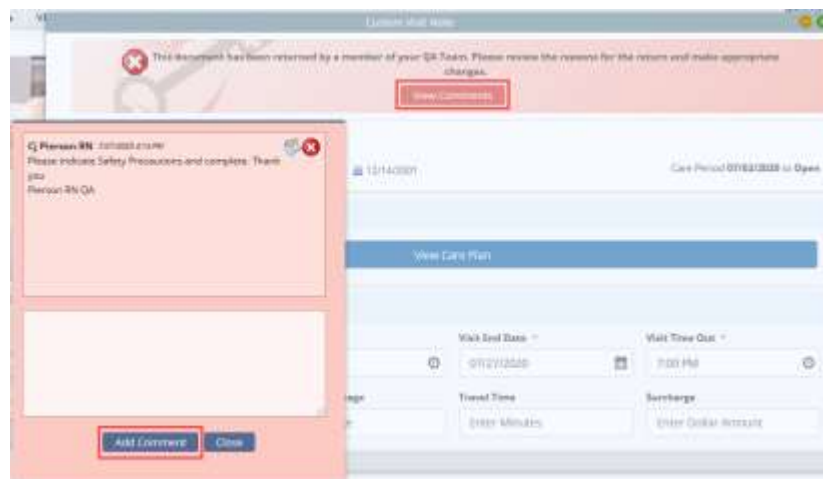 Custom Visit Note
This document has been returned by a member of your QA Team. Please review the reasons for the return and make appropriate
changes.
View Comments
CJ Pierson RN
Please indicate Safety Precautions and complete. Thank
you
Pierson RN QA
12/14/2001
Care Period 07/02/2020 to Open
View Care Plan
Visit End Date *
Visit Time Out *
07/27/2020
7:00 PM
Travel Time
Surcharge
Enter Minutes
Enter Dollar Amount
Add Comment
Close